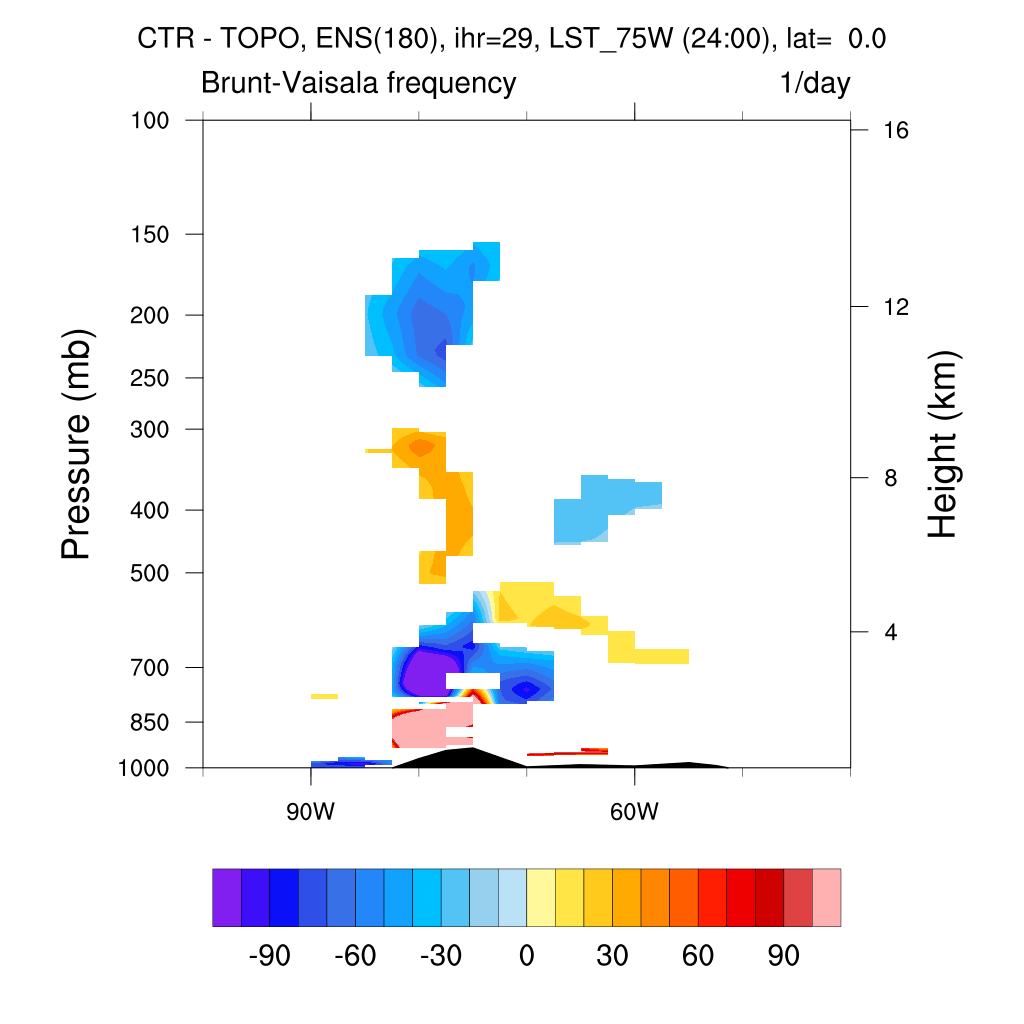 CTR - TOPO, ENS(180), ihr=29, LST_75W (24:00), lat=  0.0
Brunt-Vaisala frequency 1/day
100
150
200
250
300
400
500
700
850
1000
Pressure (mb)
16
12
8
4
Height (km)
90W 60W
-90 -60 -30 0 30 60 90